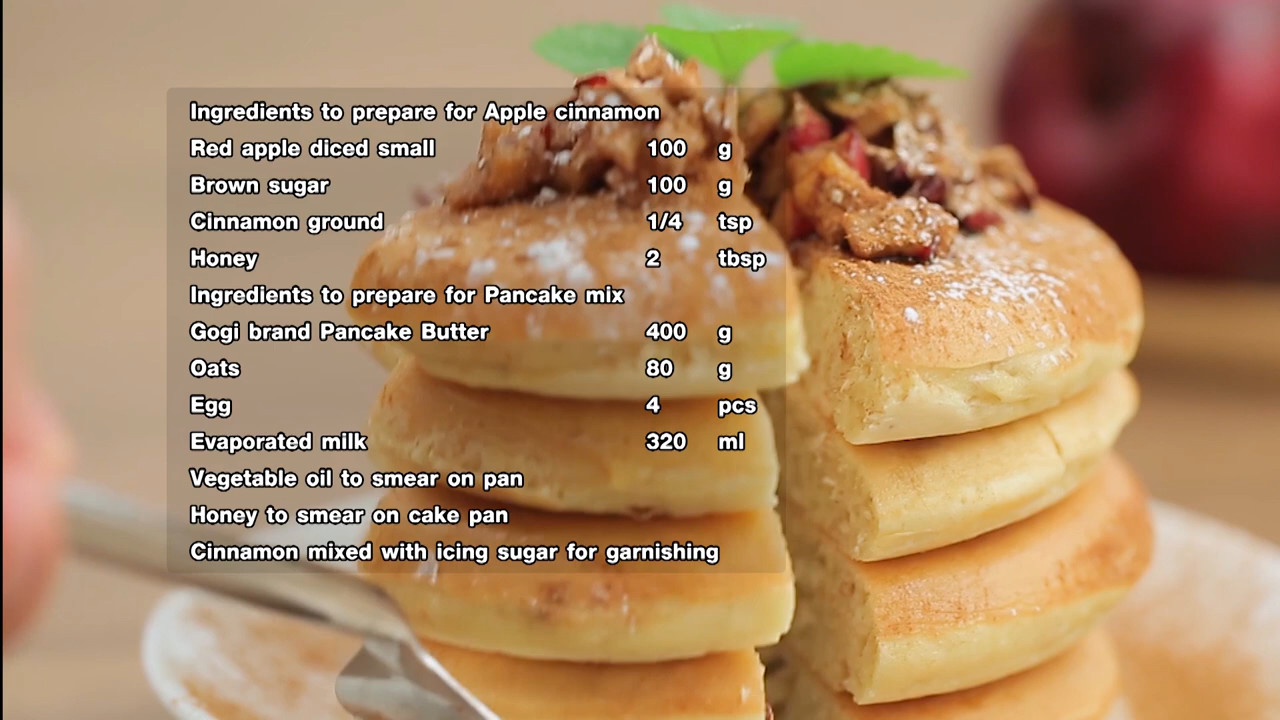 Ingredients to prepare for Apple cinnamon
Red apple diced small 100 g
Brown sugar 100 g
Cinnamon ground 1/4 tsp
Honey 2 tbsp
Ingredients to prepare for Pancake mix
Gogi brand Pancake Butter 400 g
Oats 80 g
Egg 4 pcs
Evaporated milk 320 ml
Vegetable oil to smear on pan
Honey to smear on cake pan
Cinnamon mixed with icing sugar for garnishing